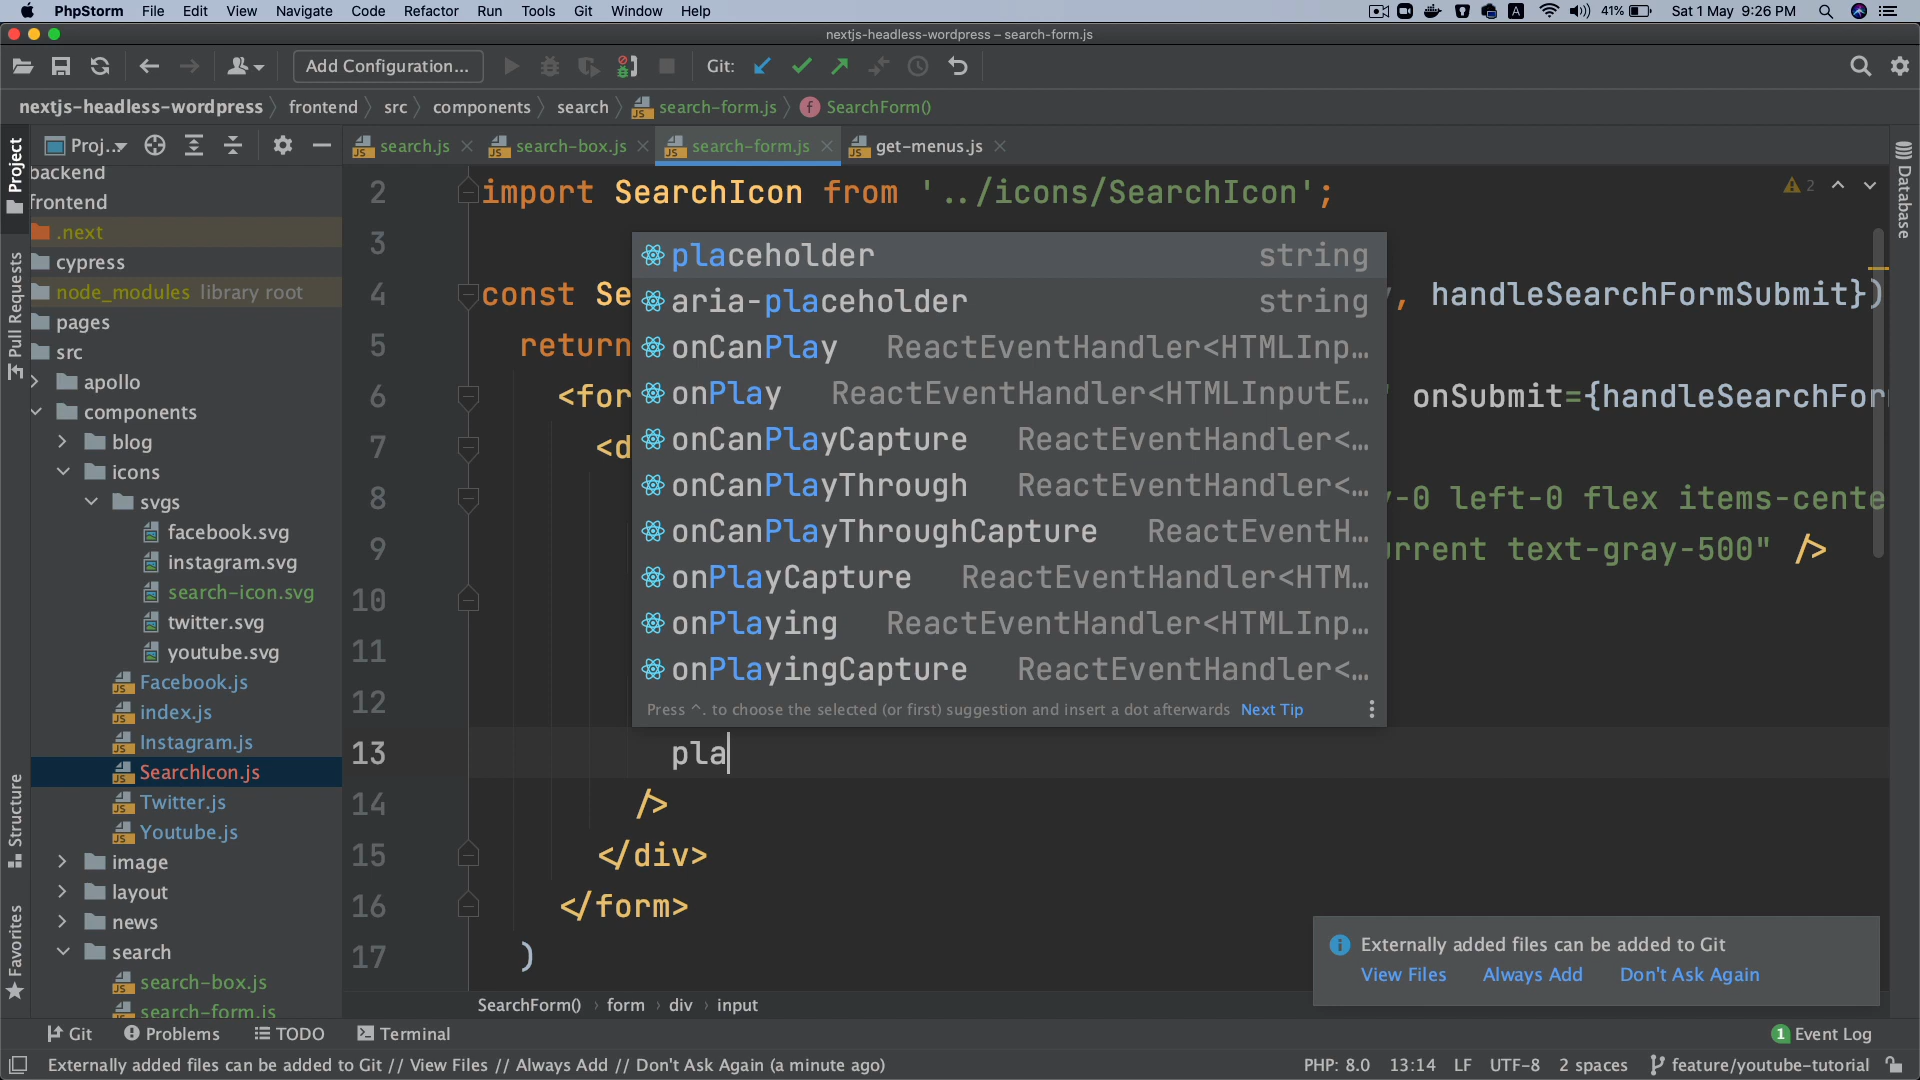 PhpStorm File Edit View Navigate Code Refactor Run Tools Git Window Help
A 41% Sat 1 May 9:26 PM
nextjs-headless-wordpress – search-form.js
Add Configuration...
Git:
nextjs-headless-wordpress frontend src components search search-form.js f SearchForm()
Project
Proj...
search.js search-box.js search-form.js get-menus.js
Database
Pull Requests
Structure
Favorites
backend
frontend
.next
cypress
node_modules library root
pages
src
apollo
components
blog
icons
svgs
facebook.svg
instagram.svg
search-icon.svg
twitter.svg
youtube.svg
Facebook.js
index.js
Instagram.js
SearchIcon.js
Twitter.js
Youtube.js
image
layout
news
search
search-box.js
search-form.js
2 import SearchIcon from '../icons/SearchIcon';
2
3
4 const Se , handleSearchFormSubmit})
5 return
6 <for onSubmit={handleSearchFor
7 <d
8 -0 left-0 flex items-cente
9 rrent text-gray-500" />
10
11
12
13 pla
14 />
15 </div>
16 </form>
17 )
placeholder string
aria-placeholder string
onCanPlay ReactEventHandler<HTMLInp…
onPlay ReactEventHandler<HTMLInputE…
onCanPlayCapture ReactEventHandler<…
onCanPlayThrough ReactEventHandler<…
onCanPlayThroughCapture ReactEventH…
onPlayCapture ReactEventHandler<HTM…
onPlaying ReactEventHandler<HTMLInp…
onPlayingCapture ReactEventHandler<…
Press ^. to choose the selected (or first) suggestion and insert a dot afterwards Next Tip
Externally added files can be added to Git
View Files Always Add Don't Ask Again
SearchForm() › form › div › input
Git Problems TODO Terminal
1 Event Log
Externally added files can be added to Git // View Files // Always Add // Don't Ask Again (a minute ago)
PHP: 8.0 13:14 LF UTF-8 2 spaces feature/youtube-tutorial